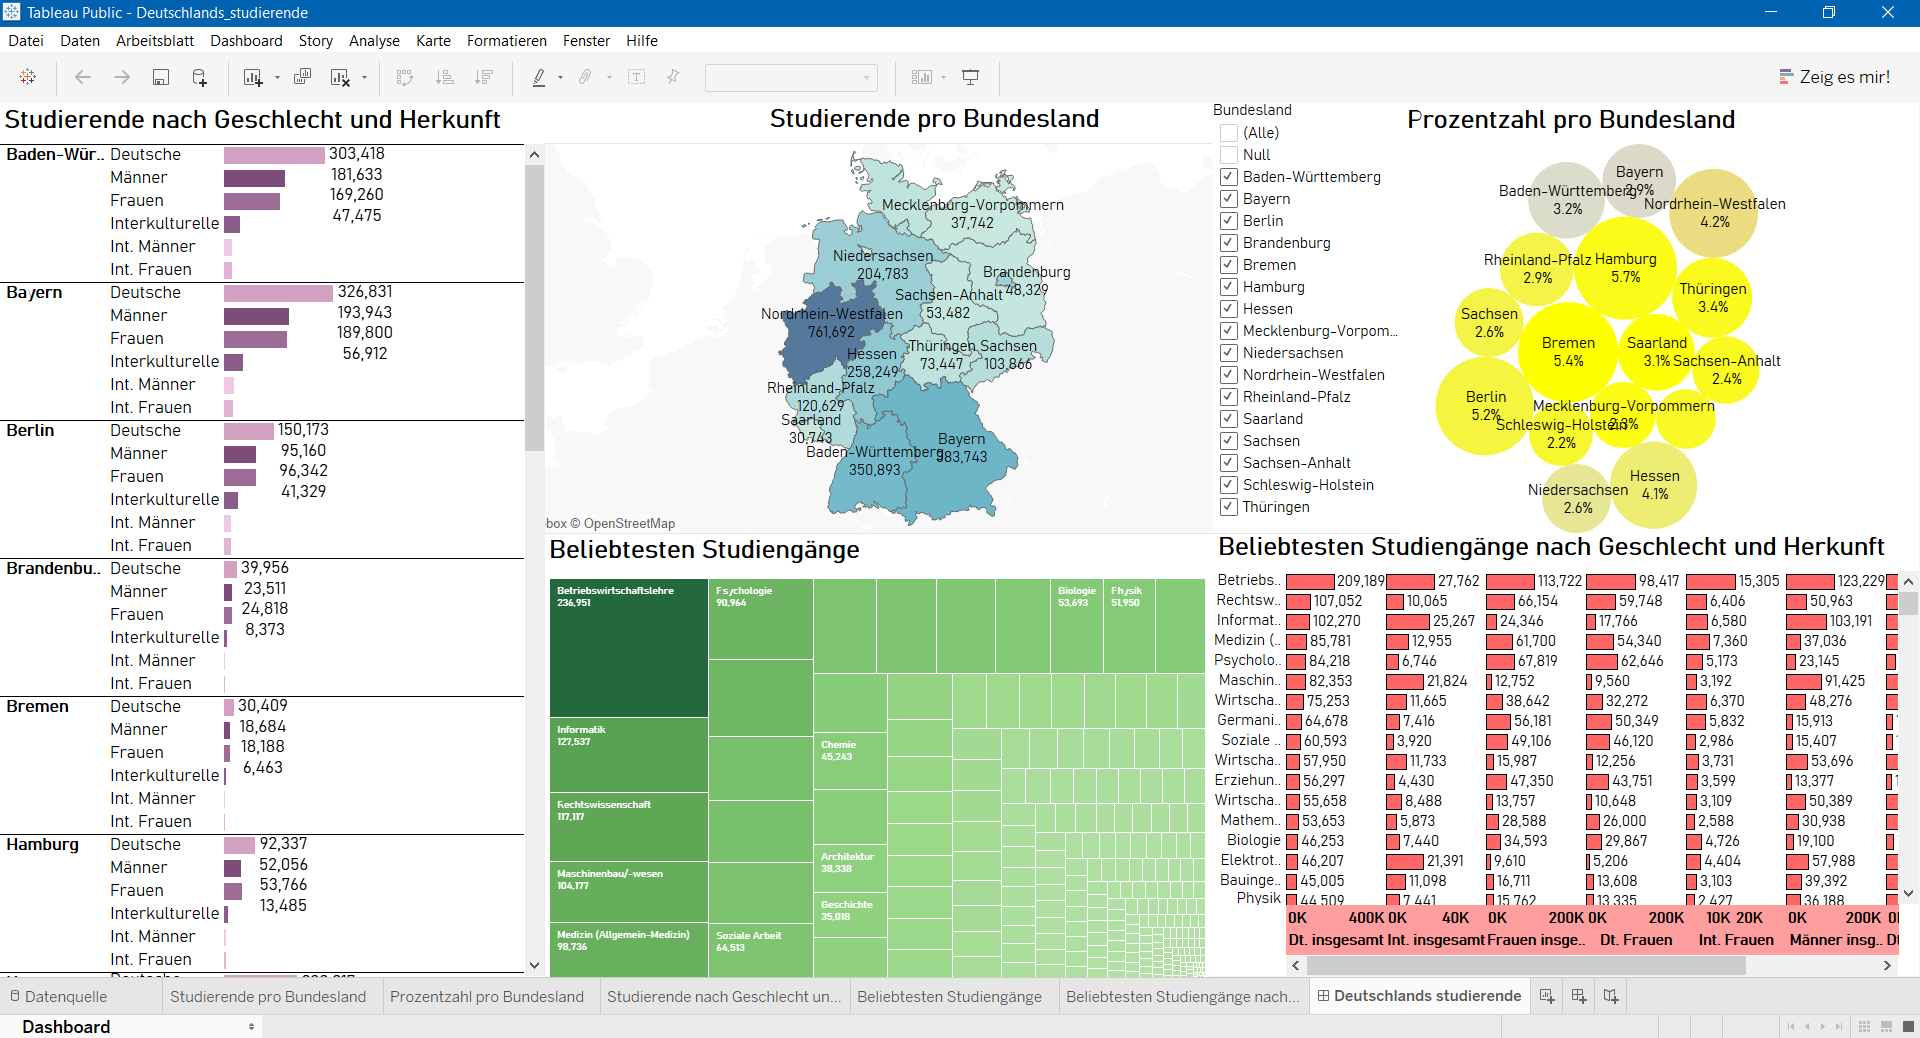 Tableau Public - Deutschlands_studierende
Datei Daten Arbeitsblatt Dashboard Story Analyse Karte Formatieren Fenster Hilfe
Zeig es mir!
Studierende nach Geschlecht und Herkunft
Baden-Wür.. Deutsche 303,418
Männer 181,633
Frauen 169,260
Interkulturelle 47,475
Int. Männer
Int. Frauen
Bayern Deutsche 326,831
Männer 193,943
Frauen 189,800
Interkulturelle 56,912
Int. Männer
Int. Frauen
Berlin Deutsche 150,173
Männer 95,160
Frauen 96,342
Interkulturelle 41,329
Int. Männer
Int. Frauen
Brandenbu.. Deutsche 39,956
Männer 23,511
Frauen 24,818
Interkulturelle 8,373
Int. Männer
Int. Frauen
Bremen Deutsche 30,409
Männer 18,684
Frauen 18,188
Interkulturelle 6,463
Int. Männer
Int. Frauen
Hamburg Deutsche 92,337
Männer 52,056
Frauen 53,766
Interkulturelle 13,485
Int. Männer
Int. Frauen
Studierende pro Bundesland
Mecklenburg-Vorpommern
37,742
Niedersachsen
204,783
Brandenburg
48,329
Sachsen-Anhalt
53,482
Nordrhein-Westfalen
761,692
Hessen
258,249
Thüringen
73,447
Sachsen
103,866
Rheinland-Pfalz
120,629
Saarland
30,743
Bayern
383,743
Baden-Württemberg
350,893
box © OpenStreetMap
Bundesland
(Alle)
Null
Baden-Württemberg
Bayern
Berlin
Brandenburg
Bremen
Hamburg
Hessen
Mecklenburg-Vorpom...
Niedersachsen
Nordrhein-Westfalen
Rheinland-Pfalz
Saarland
Sachsen
Sachsen-Anhalt
Schleswig-Holstein
Thüringen
Prozentzahl pro Bundesland
Bayern
2.9%
Baden-Württemberg
3.2%
Nordrhein-Westfalen
4.2%
Rheinland-Pfalz
2.9%
Hamburg
5.7%
Thüringen
3.4%
Sachsen
2.6%
Bremen
5.4%
Saarland
3.1%
Sachsen-Anhalt
2.4%
Berlin
5.2%
Mecklenburg-Vorpommern
2.3%
Schleswig-Holstein
2.2%
Hessen
4.1%
Niedersachsen
2.6%
Beliebtesten Studiengänge
Betriebswirtschaftslehre
236,951
Informatik
127,537
Rechtswissenschaft
117,117
Maschinenbau/-wesen
104,177
Medizin (Allgemein-Medizin)
98,736
Psychologie
90,964
Soziale Arbeit
64,513
Biologie
53,693
Physik
51,950
Chemie
45,243
Architektur
38,338
Geschichte
35,018
Beliebtesten Studiengänge nach Geschlecht und Herkunft
Betriebs.. 209,189 27,762 113,722 98,417 15,305 123,229
Rechtsw.. 107,052 10,065 66,154 59,748 6,406 50,963
Informat.. 102,270 25,267 24,346 17,766 6,580 103,191
Medizin (.. 85,781 12,955 61,700 54,340 7,360 37,036
Psycholo.. 84,218 6,746 67,819 62,646 5,173 23,145
Maschin.. 82,353 21,824 12,752 9,560 3,192 91,425
Wirtscha.. 75,253 11,665 38,642 32,272 6,370 48,276
Germani.. 64,678 7,416 56,181 50,349 5,832 15,913
Soziale .. 60,593 3,920 49,106 46,120 2,986 15,407
Wirtscha.. 57,950 11,733 15,987 12,256 3,731 53,696
Erziehun.. 56,297 4,430 47,350 43,751 3,599 13,377
Wirtscha.. 55,658 8,488 13,757 10,648 3,109 50,389
Mathem.. 53,653 5,873 28,588 26,000 2,588 30,938
Biologie 46,253 7,440 34,593 29,867 4,726 19,100
Elektrot.. 46,207 21,391 9,610 5,206 4,404 57,988
Bauinge.. 45,005 11,098 16,711 13,608 3,103 39,392
Physik 44,509 7,441 15,762 13,335 2,427 36,188
0K 400K 0K 40K 0K 200K 0K 200K 10K 20K 0K 200K
Dt. insgesamt Int. insgesamt Frauen insge.. Dt. Frauen Int. Frauen Männer insg..
Datenquelle Studierende pro Bundesland Prozentzahl pro Bundesland Studierende nach Geschlecht un... Beliebtesten Studiengänge Beliebtesten Studiengänge nach... Deutschlands studierende
Dashboard